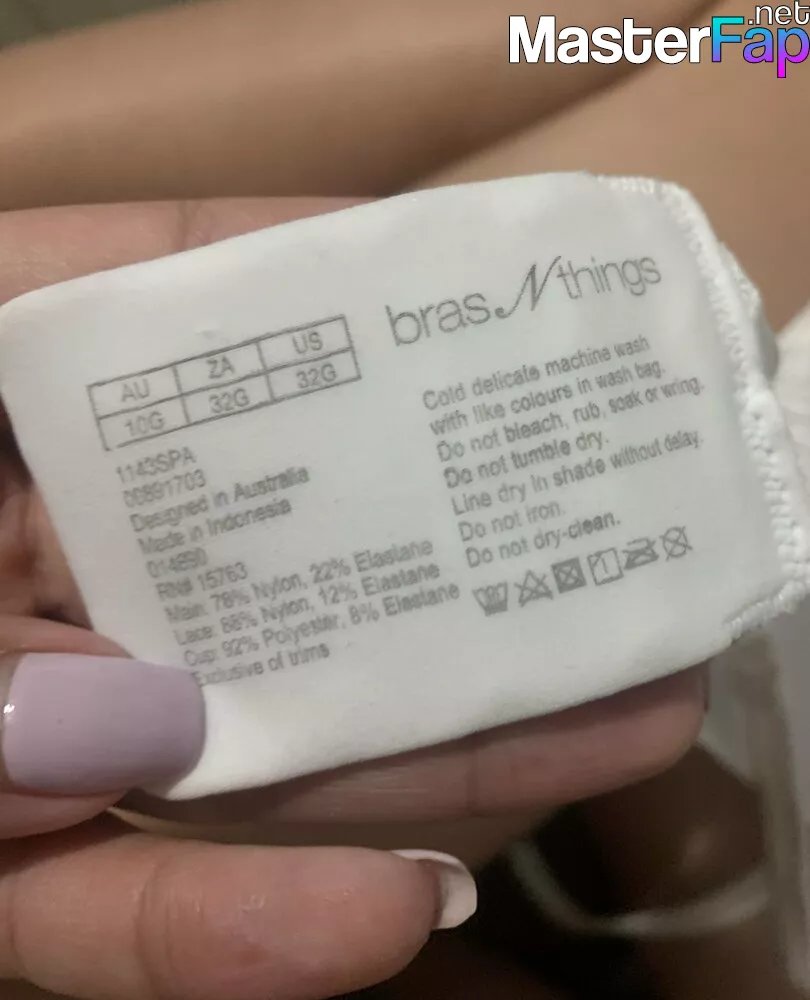 .net
MasterFap
bras N things
AU ZA US
10G 32G 32G
1143SPA
00891703
Designed in Australia
Made in Indonesia
RN# 15763
Main: 78% Nylon, 22% Elastane
Lace: 88% Nylon, 12% Elastane
Cup: 92% Polyester, 8% Elastane
Exclusive of trims
Cold delicate machine wash
with like colours in wash bag.
Do not bleach, rub, soak or wring.
Do not tumble dry.
Line dry in shade without delay.
Do not iron.
Do not dry-clean.